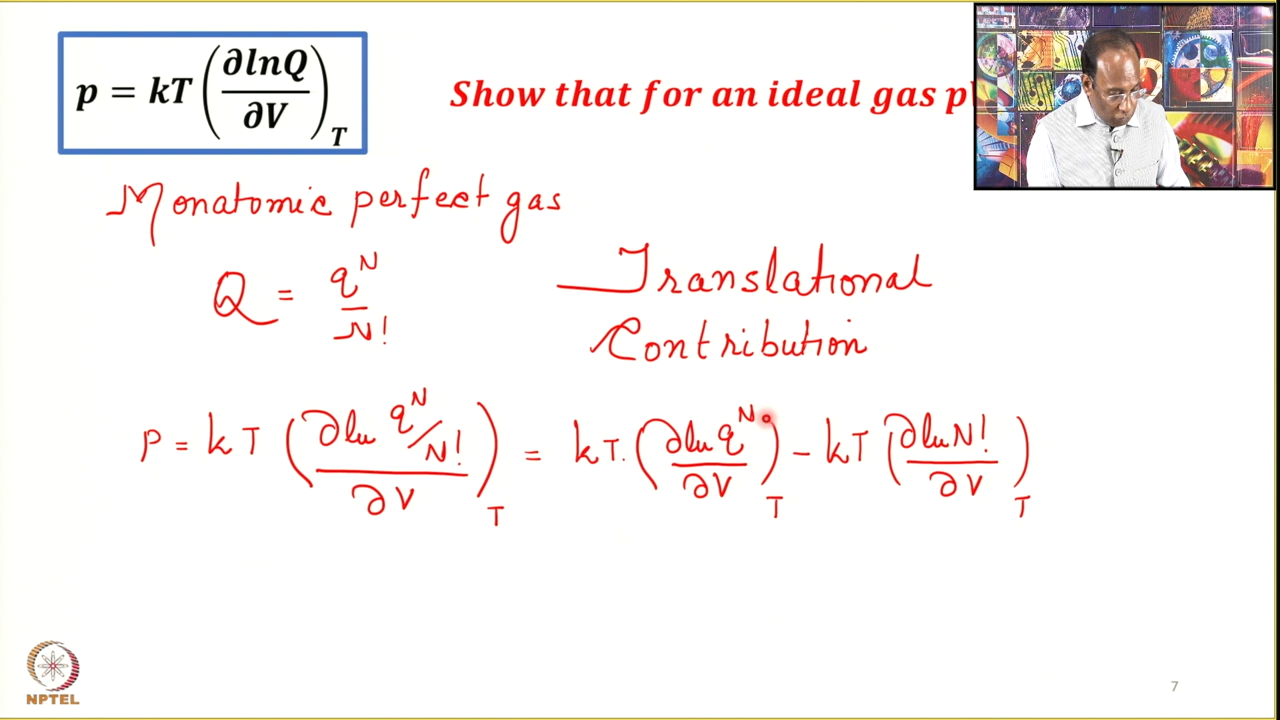 p = kT (∂lnQ/∂V)_T
Show that for an ideal gas p
Monatomic perfect gas
Q = q^N/N!
Translational
Contribution
P = kT (∂ln q^N/N! / ∂V)_T = kT. (∂ln q^N / ∂V)_T − kT (∂ln N! / ∂V)_T
NPTEL
7